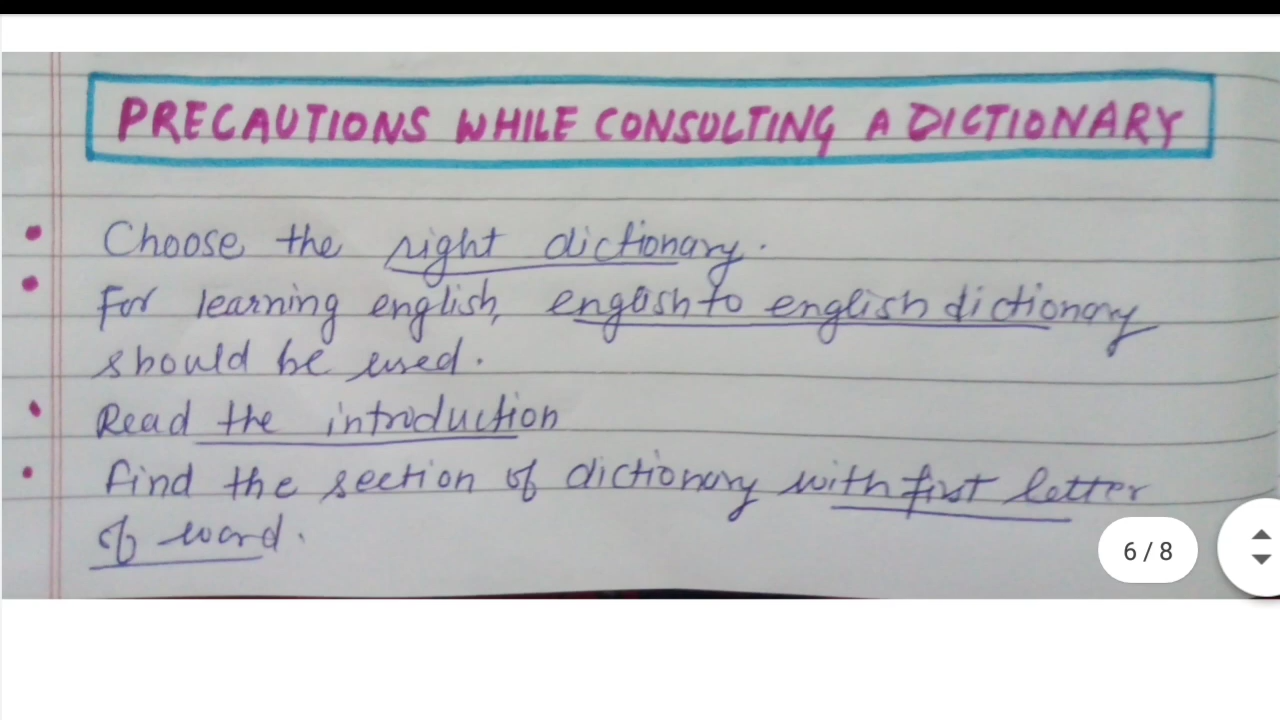 PRECAUTIONS WHILE CONSULTING A DICTIONARY
• Choose the right dictionary.
• For learning english, english to english dictionary
should be used.
• Read the introduction
• find the section of dictionary with first letter
of word.
6 / 8